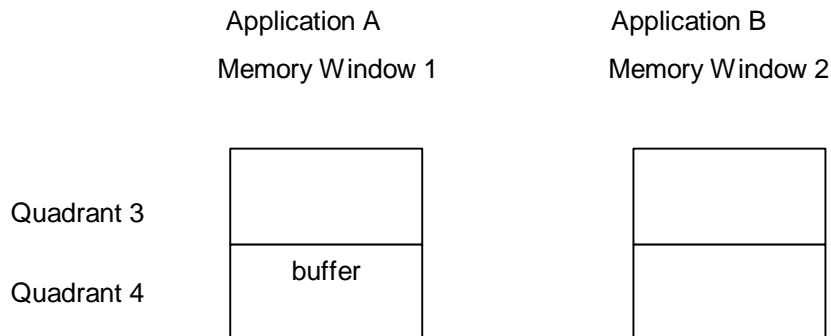 Application A
Application B
Memory Window 1
Memory Window 2
Quadrant 3
buffer
Quadrant 4